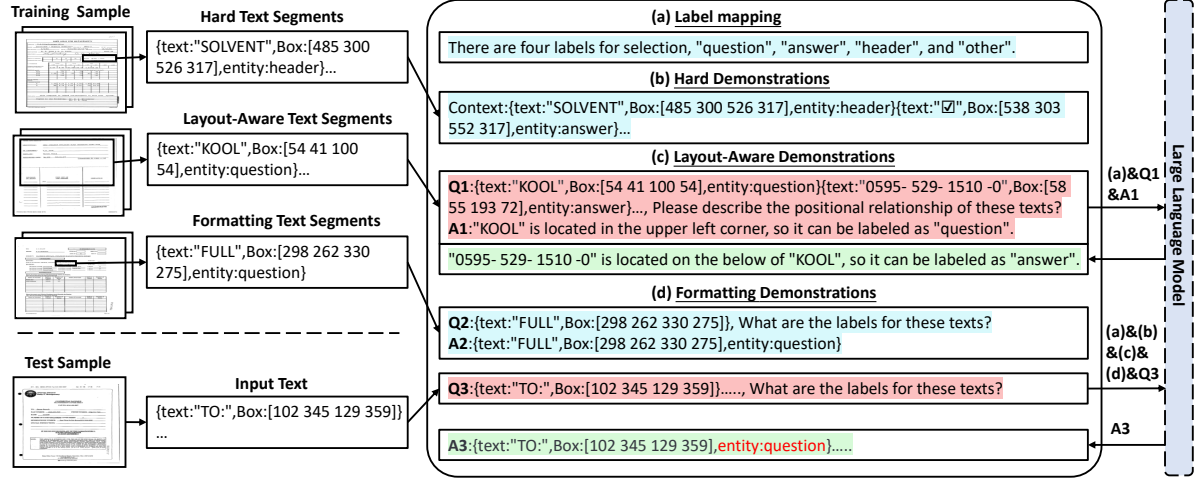 Training Sample
Hard Text Segments
{text:"SOLVENT",Box:[485 300
526 317],entity:header}…
Layout-Aware Text Segments
{text:"KOOL",Box:[54 41 100
54],entity:question}…
Formatting Text Segments
{text:"FULL",Box:[298 262 330
275],entity:question}
Test Sample
Input Text
{text:"TO:",Box:[102 345 129 359]}
…
(a) Label mapping
There are four labels for selection, "question", "answer", "header", and "other".
(b) Hard Demonstrations
Context:{text:"SOLVENT",Box:[485 300 526 317],entity:header}{text:"☑",Box:[538 303
552 317],entity:answer}…
(c) Layout-Aware Demonstrations
Q1:{text:"KOOL",Box:[54 41 100 54],entity:question}{text:"0595- 529- 1510 -0",Box:[58
55 193 72],entity:answer}…, Please describe the positional relationship of these texts?
A1:"KOOL" is located in the upper left corner, so it can be labeled as "question".
"0595- 529- 1510 -0" is located on the below of "KOOL", so it can be labeled as "answer".
(d) Formatting Demonstrations
Q2:{text:"FULL",Box:[298 262 330 275]}, What are the labels for these texts?
A2:{text:"FULL",Box:[298 262 330 275],entity:question}
Q3:{text:"TO:",Box:[102 345 129 359]}….., What are the labels for these texts?
A3:{text:"TO:",Box:[102 345 129 359],entity:question}…..
(a)&Q1
&A1
(a)&(b)
&(c)&
(d)&Q3
A3
Large Language Model